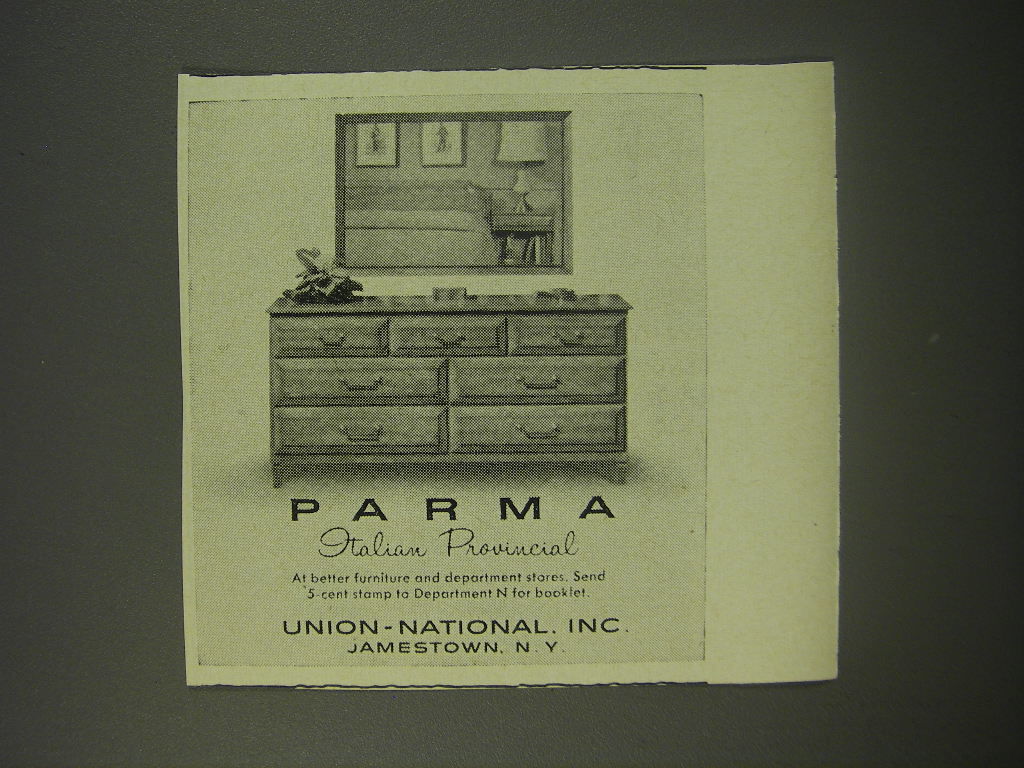 PARMA
Italian Provincial
At better furniture and department stores. Send
5-cent stamp to Department N for booklet.
UNION-NATIONAL, INC.
JAMESTOWN, N.Y.